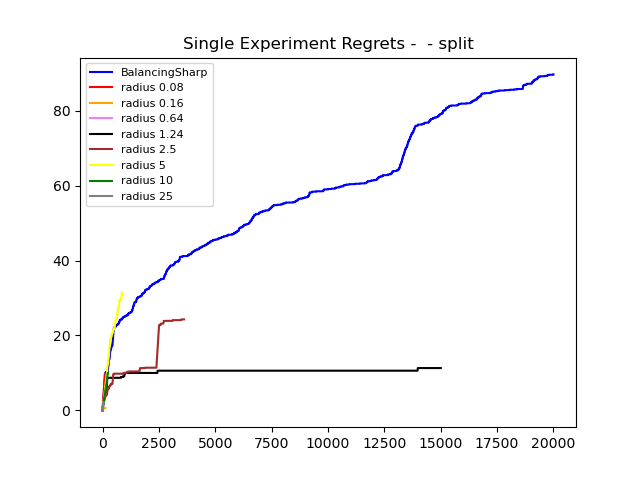 Single Experiment Regrets -  - split
BalancingSharp
radius 0.08
radius 0.16
radius 0.64
radius 1.24
radius 2.5
radius 5
radius 10
radius 25
80
60
40
20
0
0 2500 5000 7500 10000 12500 15000 17500 20000